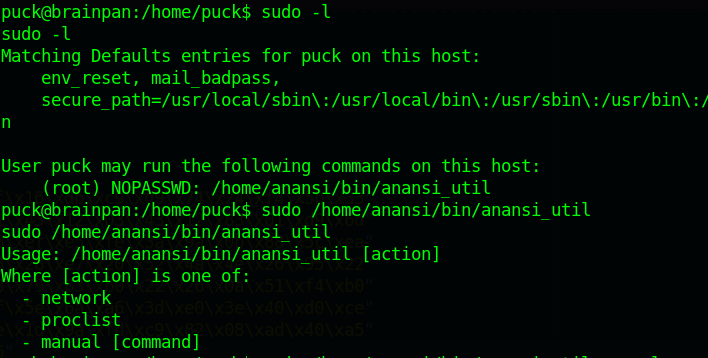 puck@brainpan:/home/puck$ sudo -l
sudo -l
Matching Defaults entries for puck on this host:
    env_reset, mail_badpass,
    secure_path=/usr/local/sbin\:/usr/local/bin\:/usr/sbin\:/usr/bin\:/
n

User puck may run the following commands on this host:
    (root) NOPASSWD: /home/anansi/bin/anansi_util
puck@brainpan:/home/puck$ sudo /home/anansi/bin/anansi_util
sudo /home/anansi/bin/anansi_util
Usage: /home/anansi/bin/anansi_util [action]
Where [action] is one of:
  - network
  - proclist
  - manual [command]